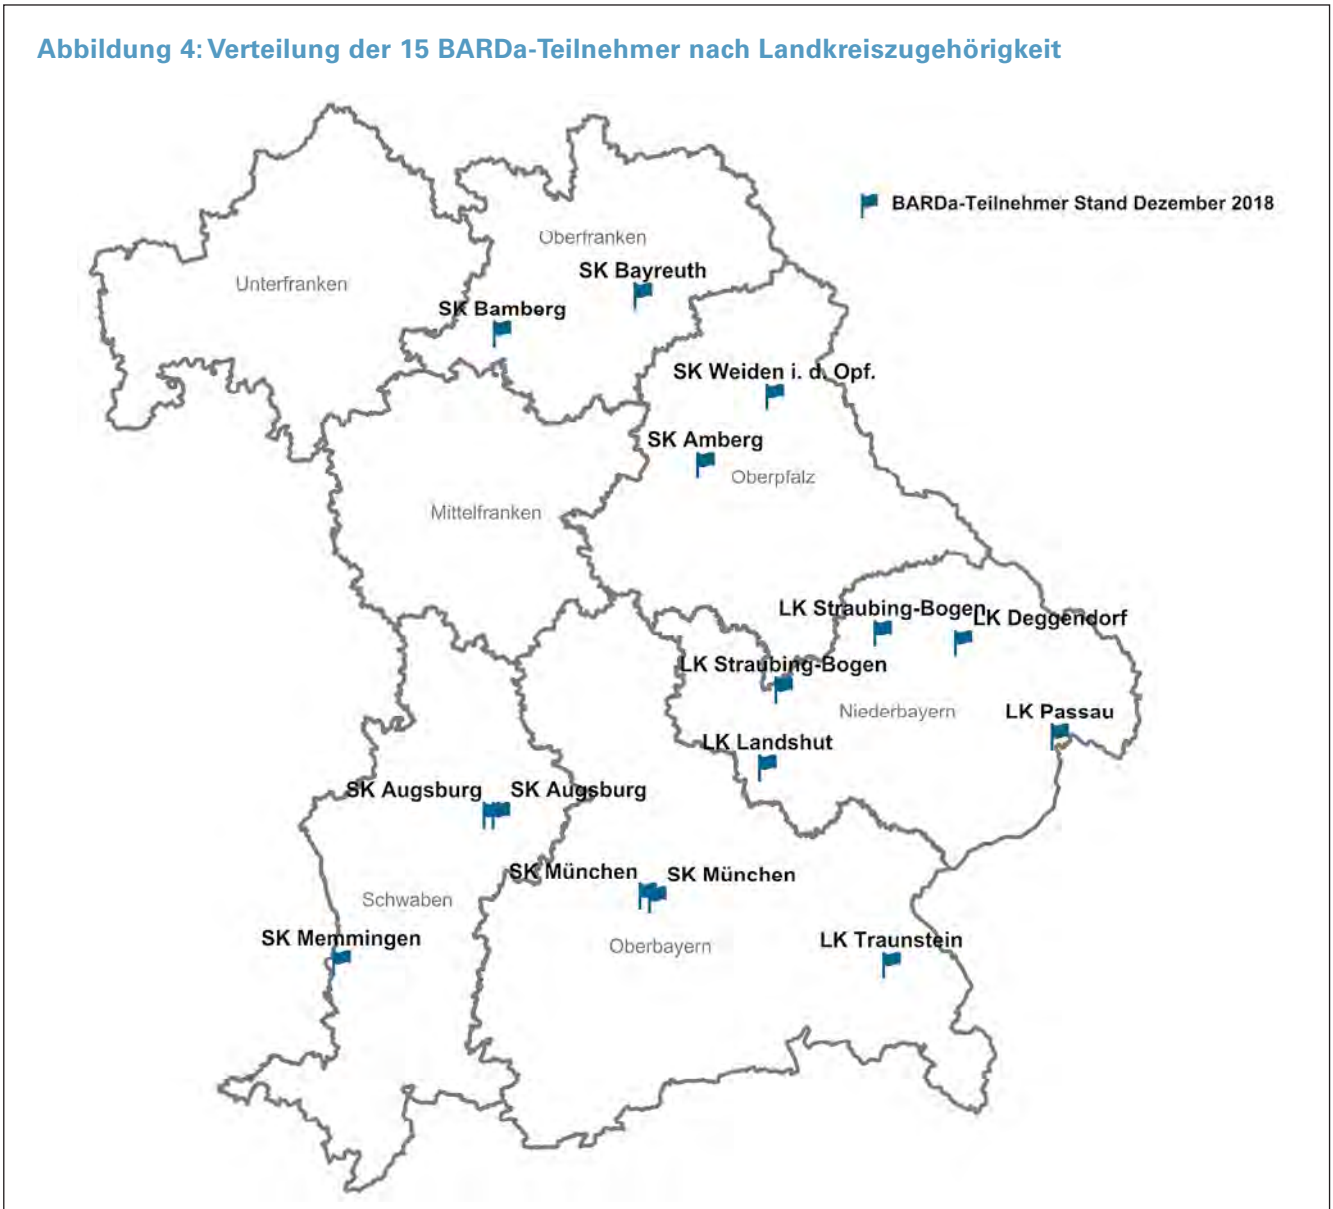 Abbildung 4: Verteilung der 15 BARDa-Teilnehmer nach Landkreiszugehörigkeit
BARDa-Teilnehmer Stand Dezember 2018
Oberfranken
SK Bayreuth
Unterfranken
SK Bamberg
SK Weiden i. d. Opf.
SK Amberg
Oberpfalz
Mittelfranken
LK Straubing-Bogen
LK Deggendorf
LK Straubing-Bogen
Niederbayern
LK Passau
LK Landshut
SK Augsburg
SK Augsburg
SK München
SK München
Schwaben
SK Memmingen
Oberbayern
LK Traunstein